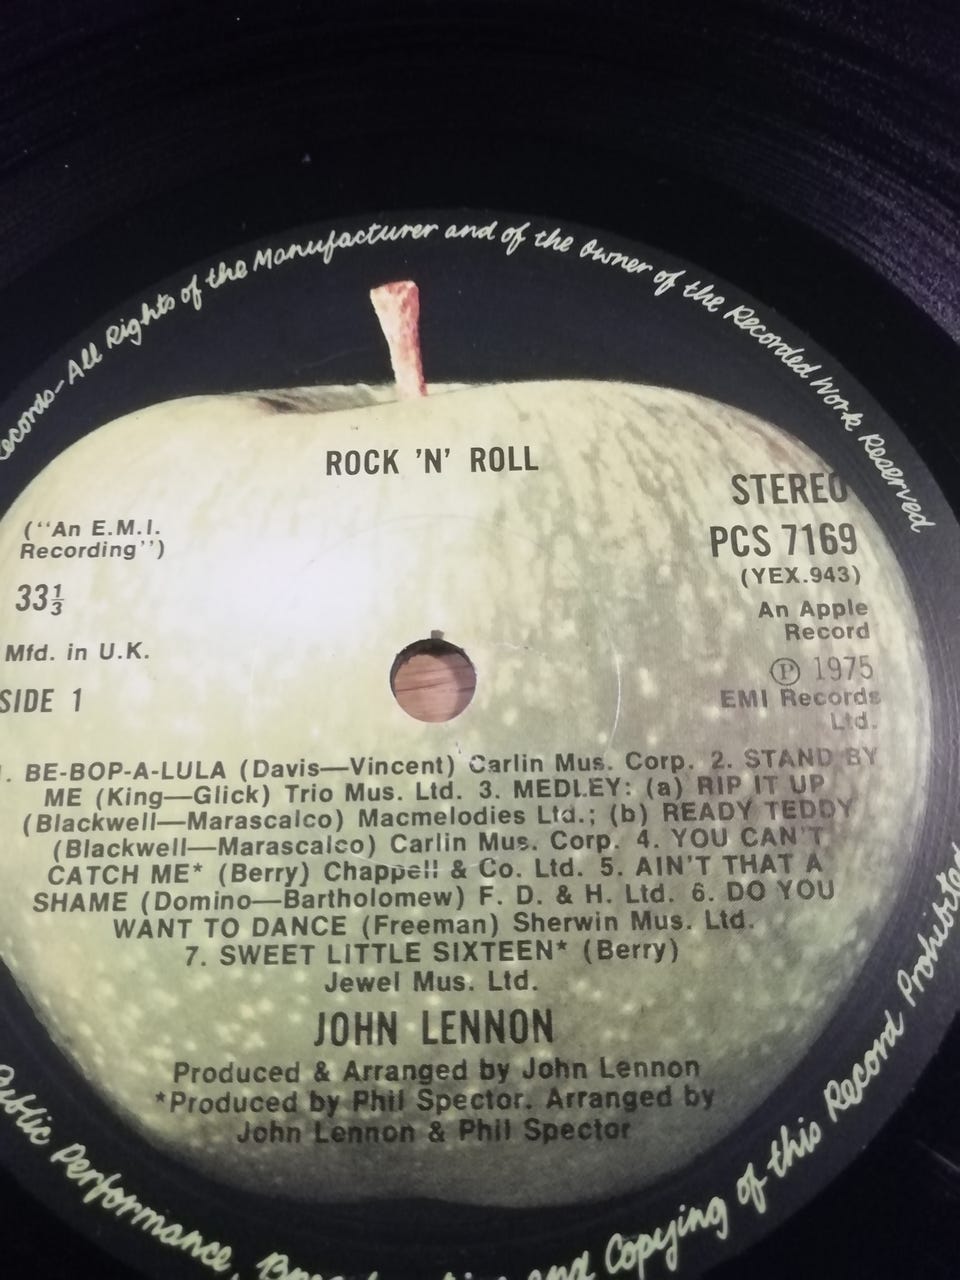 Records—All Rights of the Manufacturer and of the Owner of the Recorded Work Reserved
ROCK 'N' ROLL
STEREO
("An E.M.I.
Recording")
PCS 7169
(YEX.943)
33⅓
An Apple
Record
Mfd. in U.K.
℗ 1975
SIDE 1
EMI Records
Ltd.
1. BE-BOP-A-LULA (Davis—Vincent) Carlin Mus. Corp. 2. STAND BY
ME (King—Glick) Trio Mus. Ltd. 3. MEDLEY: (a) RIP IT UP
(Blackwell—Marascalco) Macmelodies Ltd.; (b) READY TEDDY
(Blackwell—Marascalco) Carlin Mus. Corp. 4. YOU CAN'T
CATCH ME* (Berry) Chappell & Co. Ltd. 5. AIN'T THAT A
SHAME (Domino—Bartholomew) F. D. & H. Ltd. 6. DO YOU
WANT TO DANCE (Freeman) Sherwin Mus. Ltd.
7. SWEET LITTLE SIXTEEN* (Berry)
Jewel Mus. Ltd.
JOHN LENNON
Produced & Arranged by John Lennon
*Produced by Phil Spector. Arranged by
John Lennon & Phil Spector
Public Performance, and Copying of this Record Prohibited